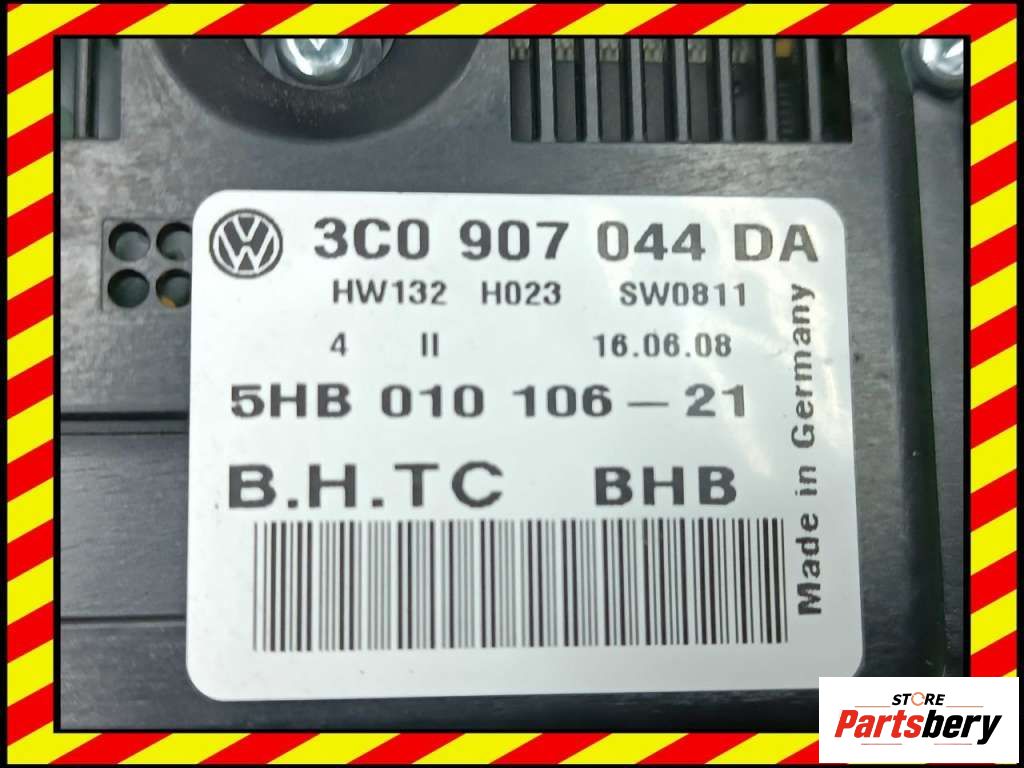 3C0 907 044 DA
HW132 H023 SW0811
4 II 16.06.08
5HB 010 106 – 21
B.H.TC BHB
Made in Germany
STORE
Partsbery